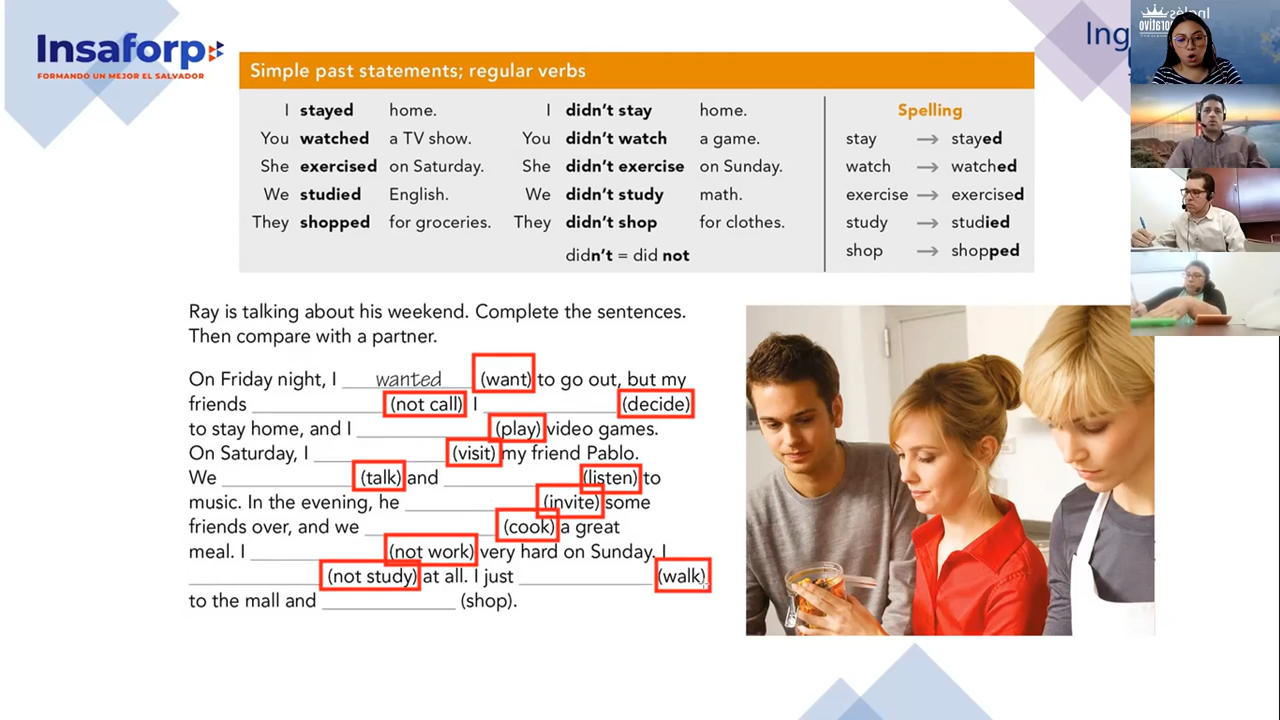 Insaforp
FORMANDO UN MEJOR EL SALVADOR
Simple past statements; regular verbs
I stayed home. I didn't stay home.
You watched a TV show. You didn't watch a game.
She exercised on Saturday. She didn't exercise on Sunday.
We studied English. We didn't study math.
They shopped for groceries. They didn't shop for clothes.
didn't = did not
Spelling
stay → stayed
watch → watched
exercise → exercised
study → studied
shop → shopped
Ray is talking about his weekend. Complete the sentences.
Then compare with a partner.
On Friday night, I wanted (want) to go out, but my
friends (not call) I (decide)
to stay home, and I (play) video games.
On Saturday, I (visit) my friend Pablo.
We (talk) and (listen) to
music. In the evening, he (invite) some
friends over, and we (cook) a great
meal. I (not work) very hard on Sunday. I
(not study) at all. I just (walk)
to the mall and (shop).
Ing